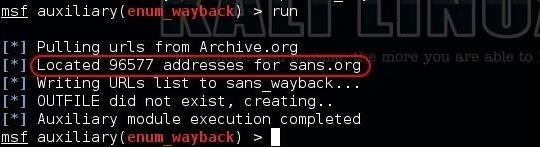 msf auxiliary(enum_wayback) > run
KALI LINUX
the more you are able to
[*] Pulling urls from Archive.org
[*] Located 96577 addresses for sans.org
[*] Writing URLs list to sans_wayback...
[*] OUTFILE did not exist, creating..
[*] Auxiliary module execution completed
msf auxiliary(enum_wayback) >